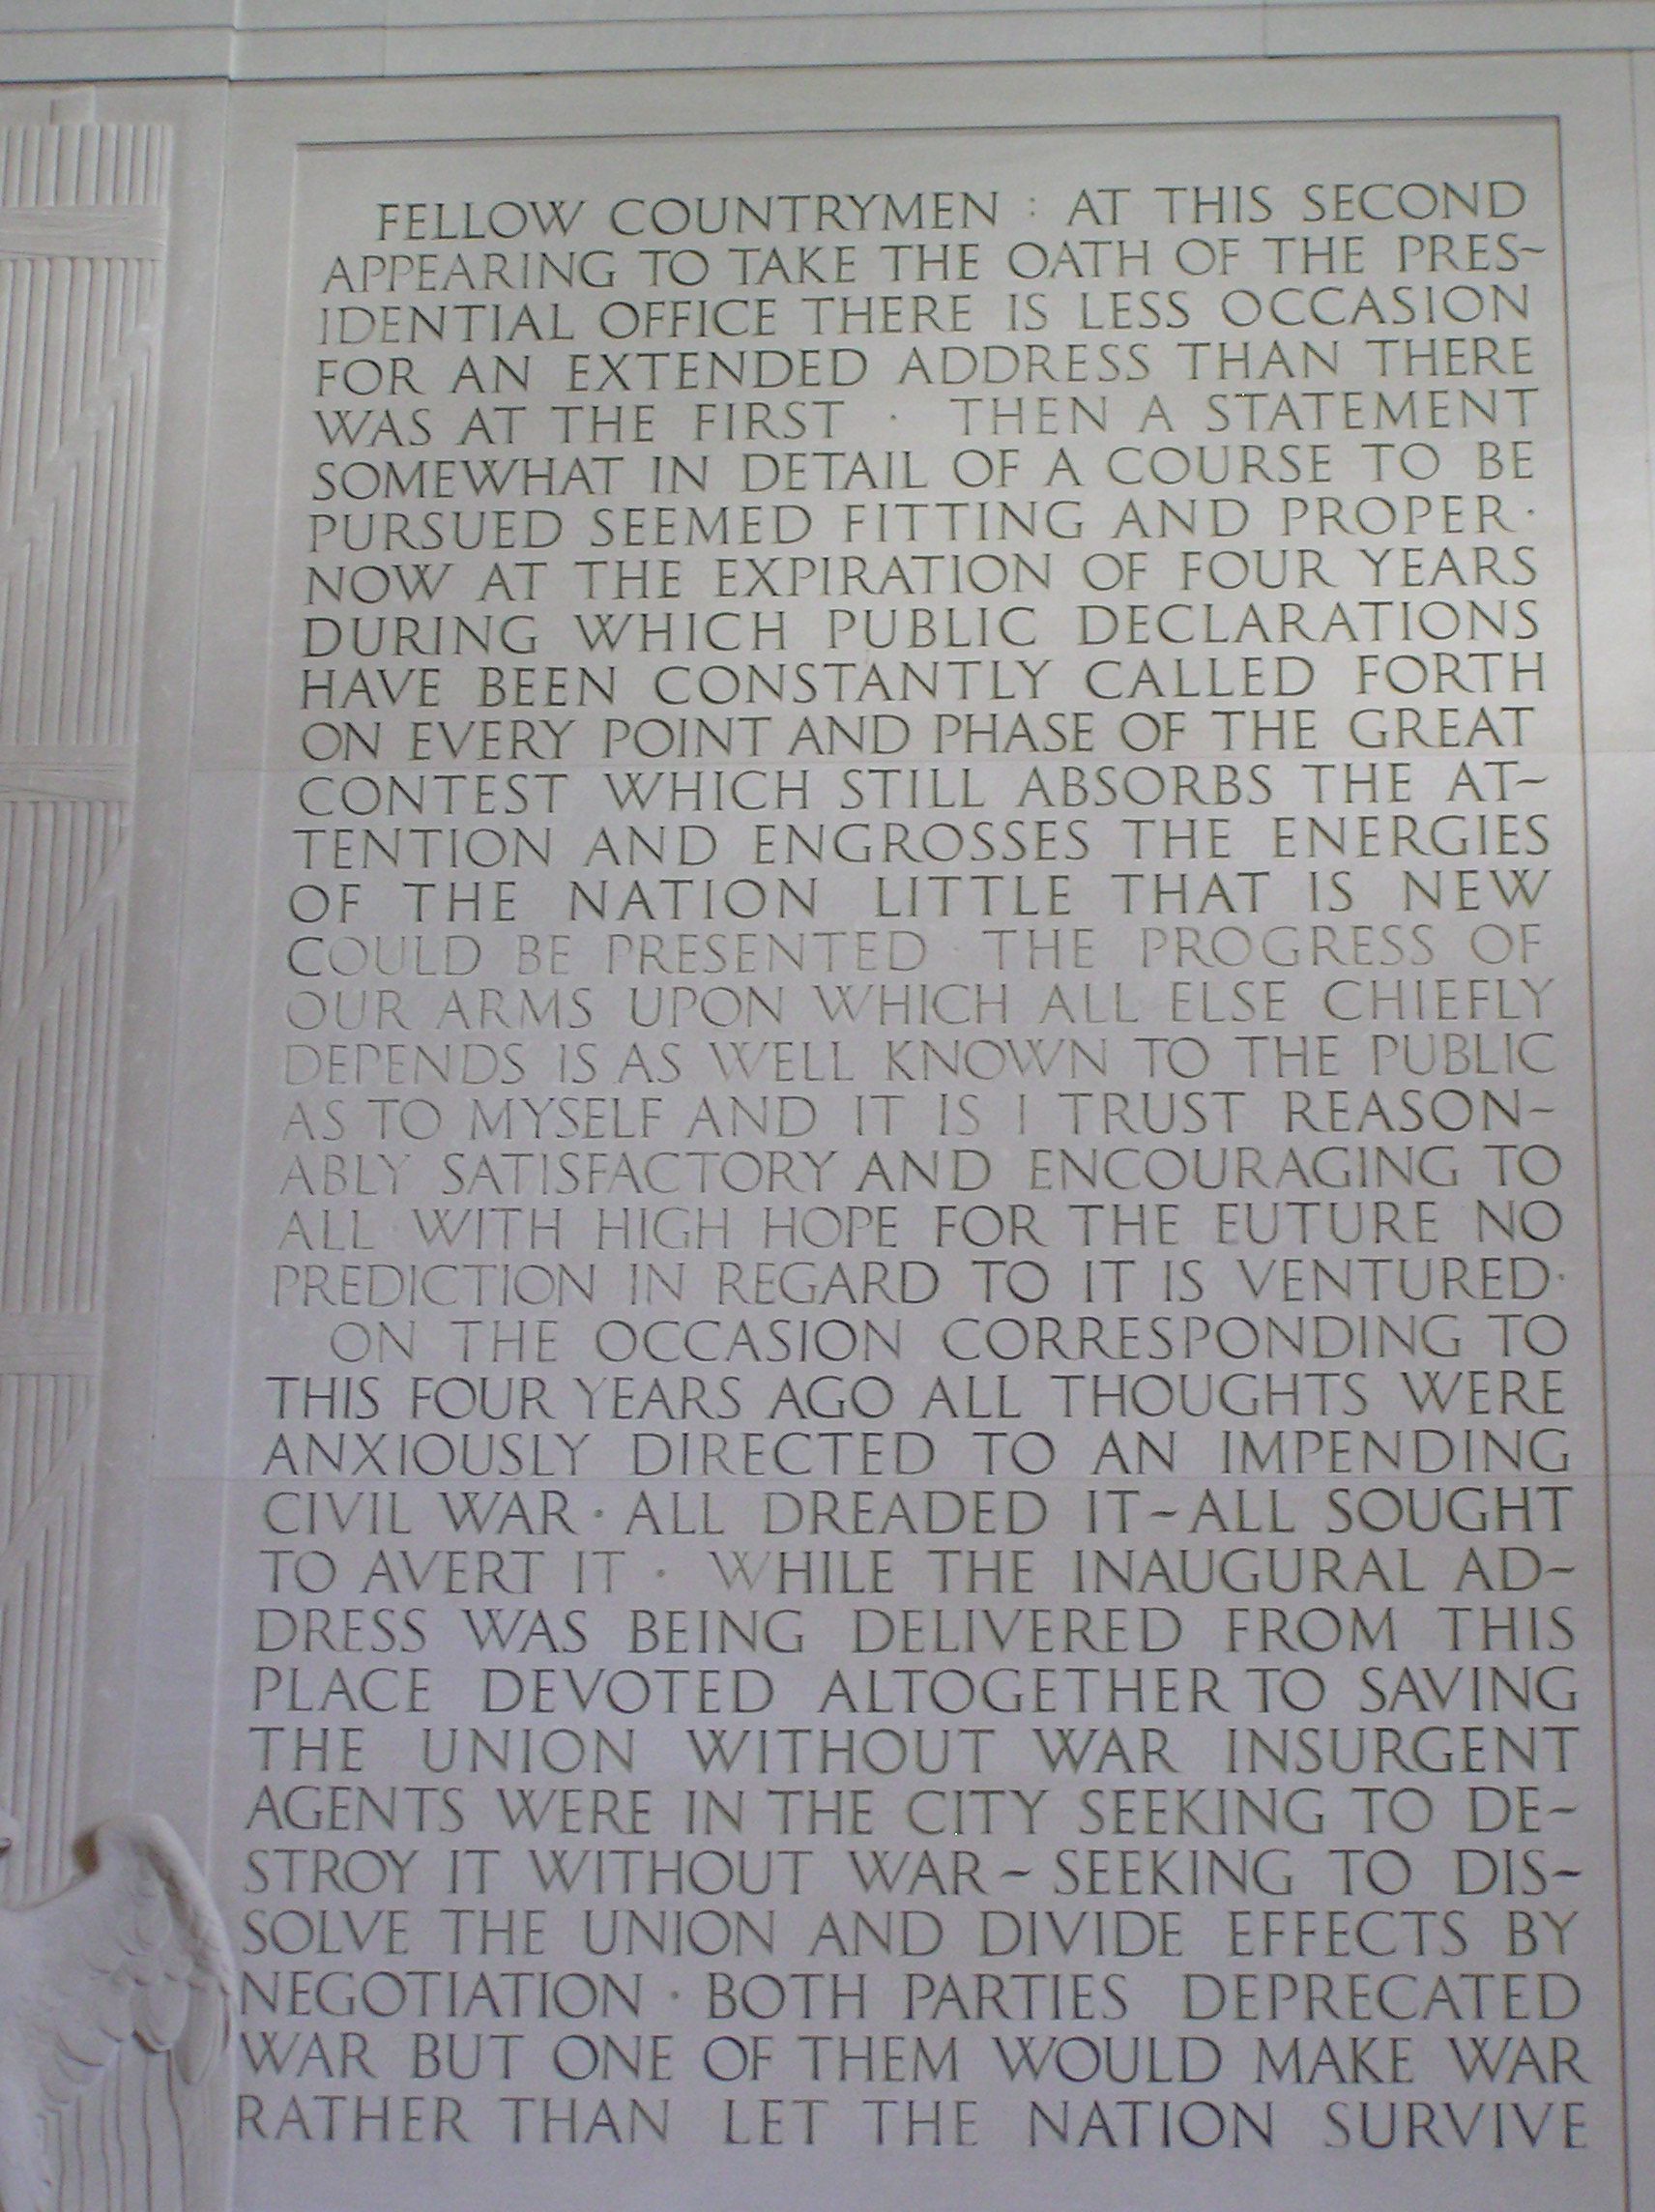 FELLOW COUNTRYMEN : AT THIS SECOND
APPEARING TO TAKE THE OATH OF THE PRES~
IDENTIAL OFFICE THERE IS LESS OCCASION
FOR AN EXTENDED ADDRESS THAN THERE
WAS AT THE FIRST · THEN A STATEMENT
SOMEWHAT IN DETAIL OF A COURSE TO BE
PURSUED SEEMED FITTING AND PROPER ·
NOW AT THE EXPIRATION OF FOUR YEARS
DURING WHICH PUBLIC DECLARATIONS
HAVE BEEN CONSTANTLY CALLED FORTH
ON EVERY POINT AND PHASE OF THE GREAT
CONTEST WHICH STILL ABSORBS THE AT~
TENTION AND ENGROSSES THE ENERGIES
OF THE NATION LITTLE THAT IS NEW
COULD BE PRESENTED · THE PROGRESS OF
OUR ARMS UPON WHICH ALL ELSE CHIEFLY
DEPENDS IS AS WELL KNOWN TO THE PUBLIC
AS TO MYSELF AND IT IS I TRUST REASON~
ABLY SATISFACTORY AND ENCOURAGING TO
ALL · WITH HIGH HOPE FOR THE EUTURE NO
PREDICTION IN REGARD TO IT IS VENTURED ·
ON THE OCCASION CORRESPONDING TO
THIS FOUR YEARS AGO ALL THOUGHTS WERE
ANXIOUSLY DIRECTED TO AN IMPENDING
CIVIL WAR · ALL DREADED IT ~ ALL SOUGHT
TO AVERT IT · WHILE THE INAUGURAL AD~
DRESS WAS BEING DELIVERED FROM THIS
PLACE DEVOTED ALTOGETHER TO SAVING
THE UNION WITHOUT WAR INSURGENT
AGENTS WERE IN THE CITY SEEKING TO DE~
STROY IT WITHOUT WAR ~ SEEKING TO DIS~
SOLVE THE UNION AND DIVIDE EFFECTS BY
NEGOTIATION · BOTH PARTIES DEPRECATED
WAR BUT ONE OF THEM WOULD MAKE WAR
RATHER THAN LET THE NATION SURVIVE